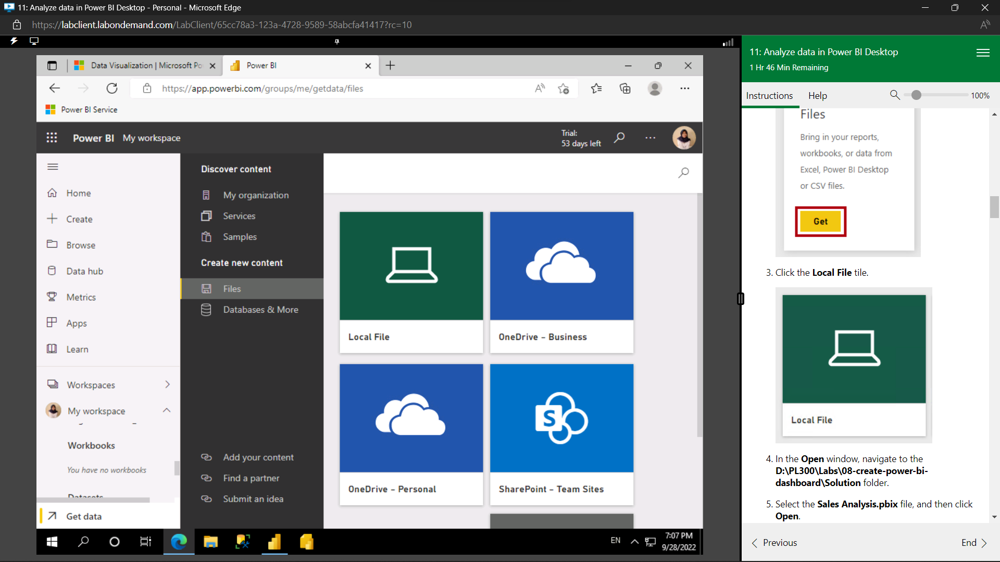 11: Analyze data in Power BI Desktop - Personal - Microsoft Edge
https://labclient.labondemand.com/LabClient/65cc78a3-123a-4728-9589-58abcfa41417?rc=10
Data Visualization | Microsoft Po
Power BI
https://app.powerbi.com/groups/me/getdata/files
Power BI Service
Power BI My workspace
Trial:
53 days left
Home
Create
Browse
Data hub
Metrics
Apps
Learn
Workspaces
My workspace
Workbooks
You have no workbooks
Datasets
Get data
Discover content
My organization
Services
Samples
Create new content
Files
Databases & More
Add your content
Find a partner
Submit an idea
Local File
OneDrive - Business
OneDrive - Personal
SharePoint - Team Sites
EN
7:07 PM
9/28/2022
11: Analyze data in Power BI Desktop
1 Hr 46 Min Remaining
Instructions
Help
100%
Files
Bring in your reports,
workbooks, or data from
Excel, Power BI Desktop
or CSV files.
Get
3. Click the Local File tile.
Local File
4. In the Open window, navigate to the
D:\PL300\Labs\08-create-power-bi-
dashboard\Solution folder.
5. Select the Sales Analysis.pbix file, and then click
Open.
Previous
End